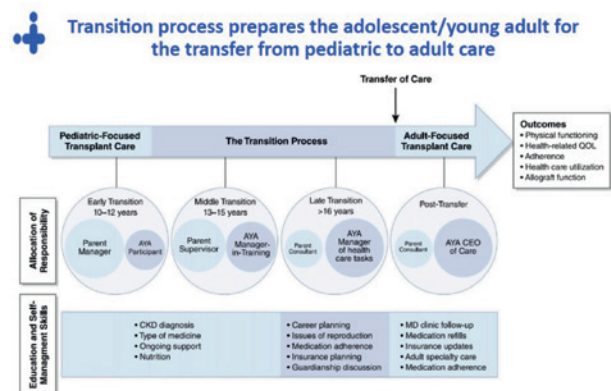 Transition process prepares the adolescent/young adult for
the transfer from pediatric to adult care
Transfer of Care
Pediatric-Focused
Transplant Care
The Transition Process
Adult-Focused
Transplant Care
Outcomes
• Physical functioning
• Health-related QOL
• Adherence
• Health-care utilization
• Allograft function
Allocation of
Responsibility
Early Transition
10–12 years
Parent
Manager
AYA
Participant
Middle Transition
13–15 years
Parent
Supervisor
AYA
Manager-
in-Training
Late Transition
>16 years
Parent
Consultant
AYA
Manager
of health
care tasks
Post-Transfer
Parent
Consultant
AYA CEO
of Care
Education and Self-
Managment Skills
• CKD diagnosis
• Type of medicine
• Ongoing support
• Nutrition
• Career planning
• Issues of reproduction
• Medication adherence
• Insurance planning
• Guardianship discussion
• MD clinic follow-up
• Medication refills
• Insurance updates
• Adult specialty care
• Medication adherence